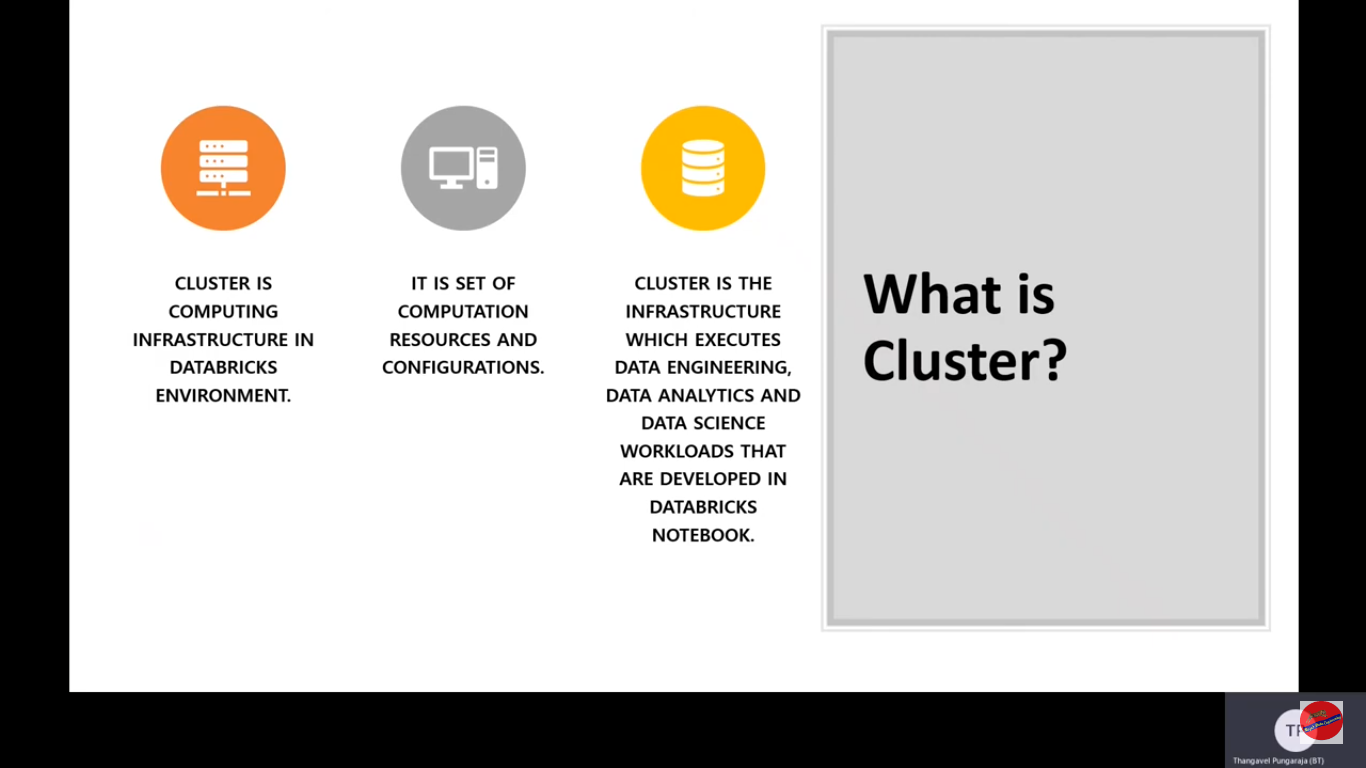 CLUSTER IS
COMPUTING
INFRASTRUCTURE IN
DATABRICKS
ENVIRONMENT.
IT IS SET OF
COMPUTATION
RESOURCES AND
CONFIGURATIONS.
CLUSTER IS THE
INFRASTRUCTURE
WHICH EXECUTES
DATA ENGINEERING,
DATA ANALYTICS AND
DATA SCIENCE
WORKLOADS THAT
ARE DEVELOPED IN
DATABRICKS
NOTEBOOK.
What is
Cluster?
Thangavel Pungaraja (BT)